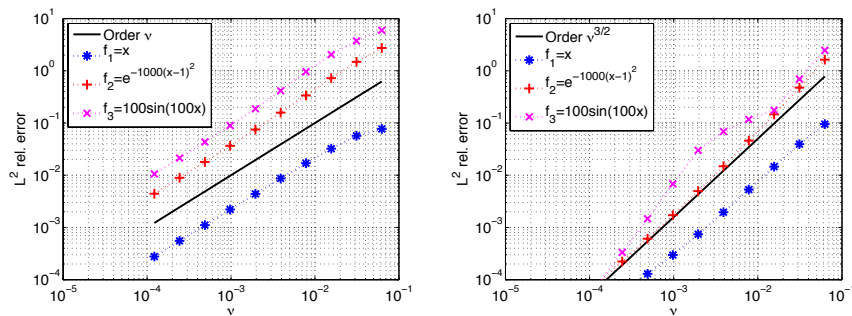 10^1
10^0
10^-1
10^-2
10^-3
10^-4
L^2 rel. error
Order ν
f_1=x
f_2=e^{-1000(x-1)^2}
f_3=100sin(100x)
10^-5
10^-4
10^-3
10^-2
10^-1
ν
10^1
10^0
10^-1
10^-2
10^-3
10^-4
L^2 rel. error
Order ν^{3/2}
f_1=x
f_2=e^{-1000(x-1)^2}
f_3=100sin(100x)
10^-5
10^-4
10^-3
10^-2
10^-1
ν